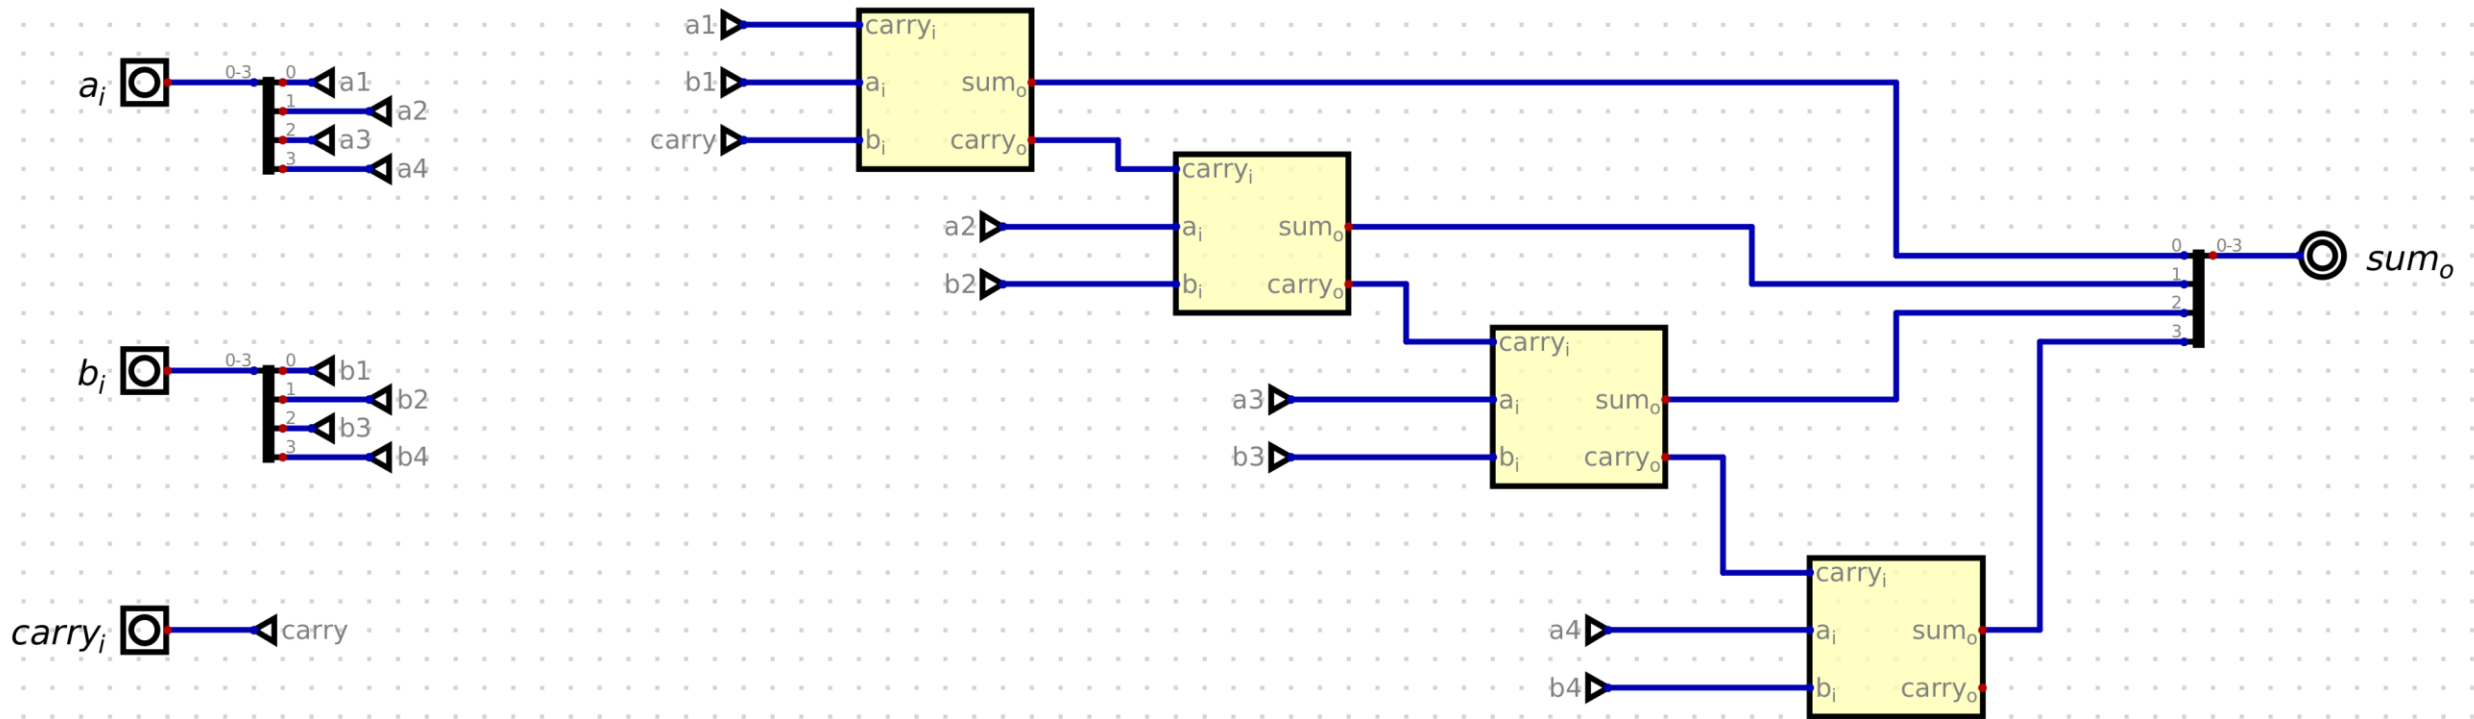 a1
carryᵢ
aᵢ
0-3
0
a1
b1
aᵢ
sumₒ
1
a2
2
a3
carry
bᵢ
carryₒ
3
a4
carryᵢ
a2
aᵢ
sumₒ
0
0-3
sumₒ
1
b2
bᵢ
carryₒ
2
3
carryᵢ
bᵢ
0-3
0
b1
1
b2
a3
aᵢ
sumₒ
2
b3
3
b4
b3
bᵢ
carryₒ
carryᵢ
carryᵢ
carry
a4
aᵢ
sumₒ
b4
bᵢ
carryₒ